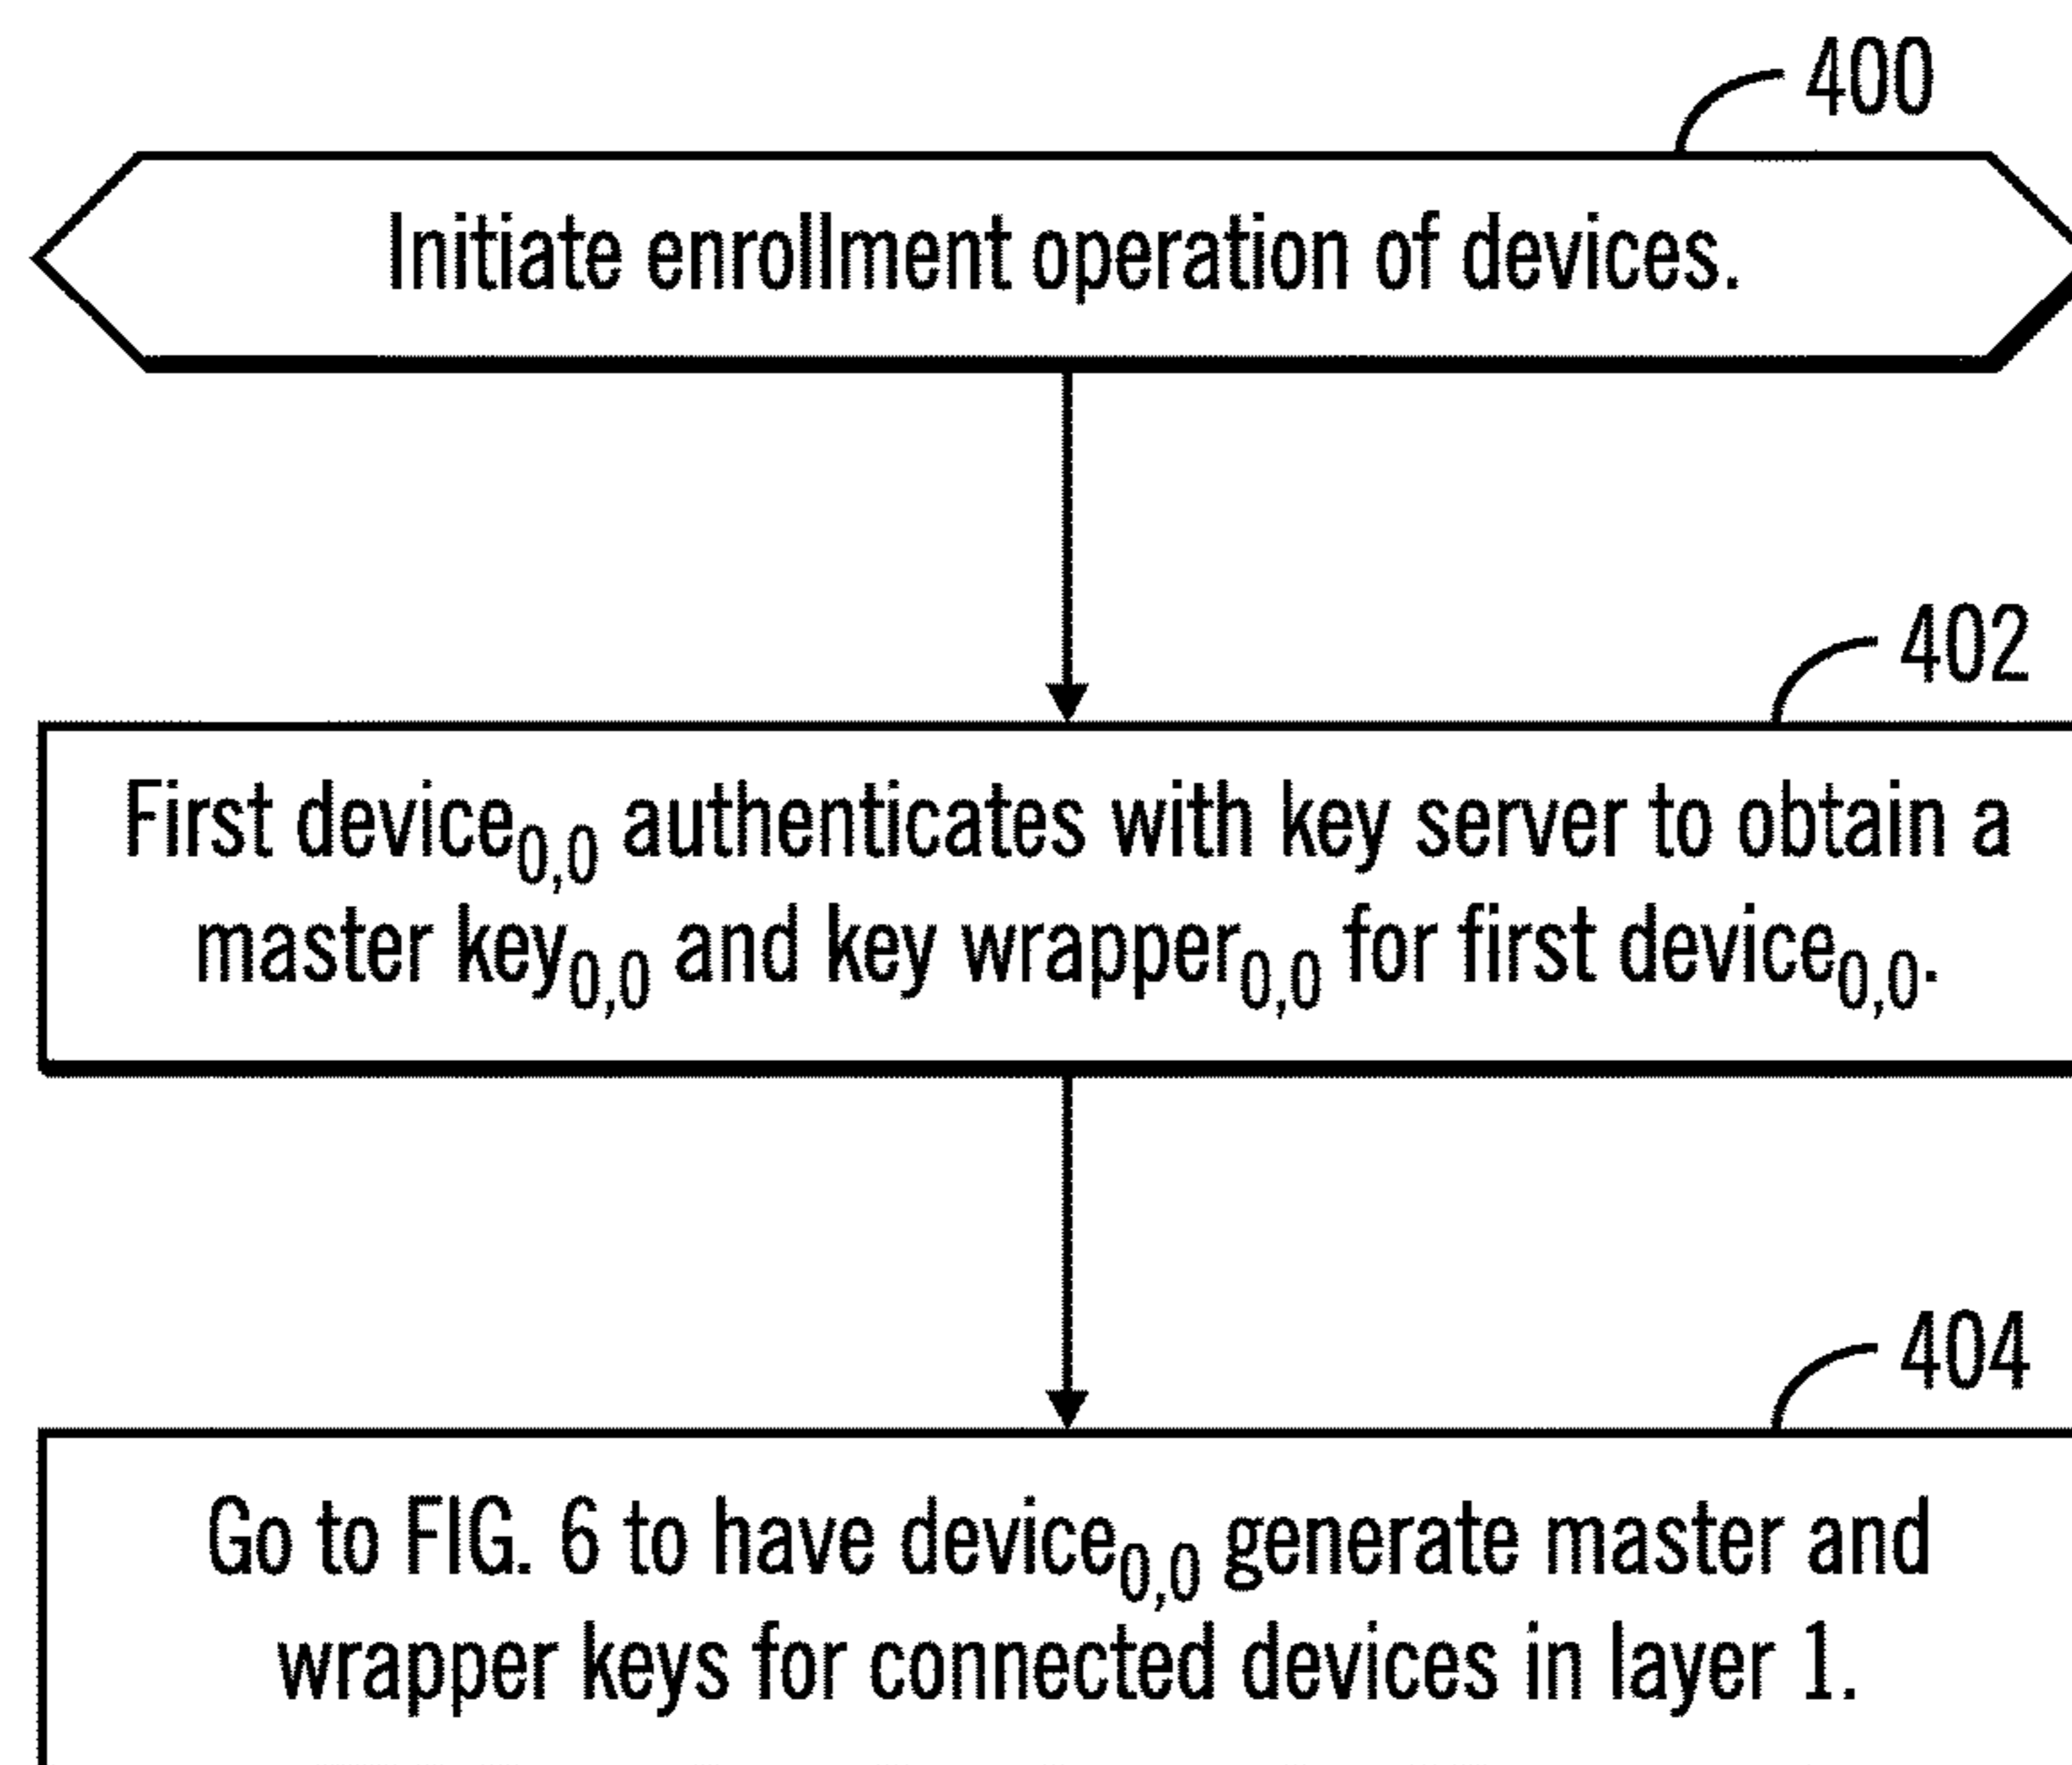 400
Initiate enrollment operation of devices.
402
First device0,0 authenticates with key server to obtain a
master key0,0 and key wrapper0,0 for first device0,0.
404
Go to FIG. 6 to have device0,0 generate master and
wrapper keys for connected devices in layer 1.